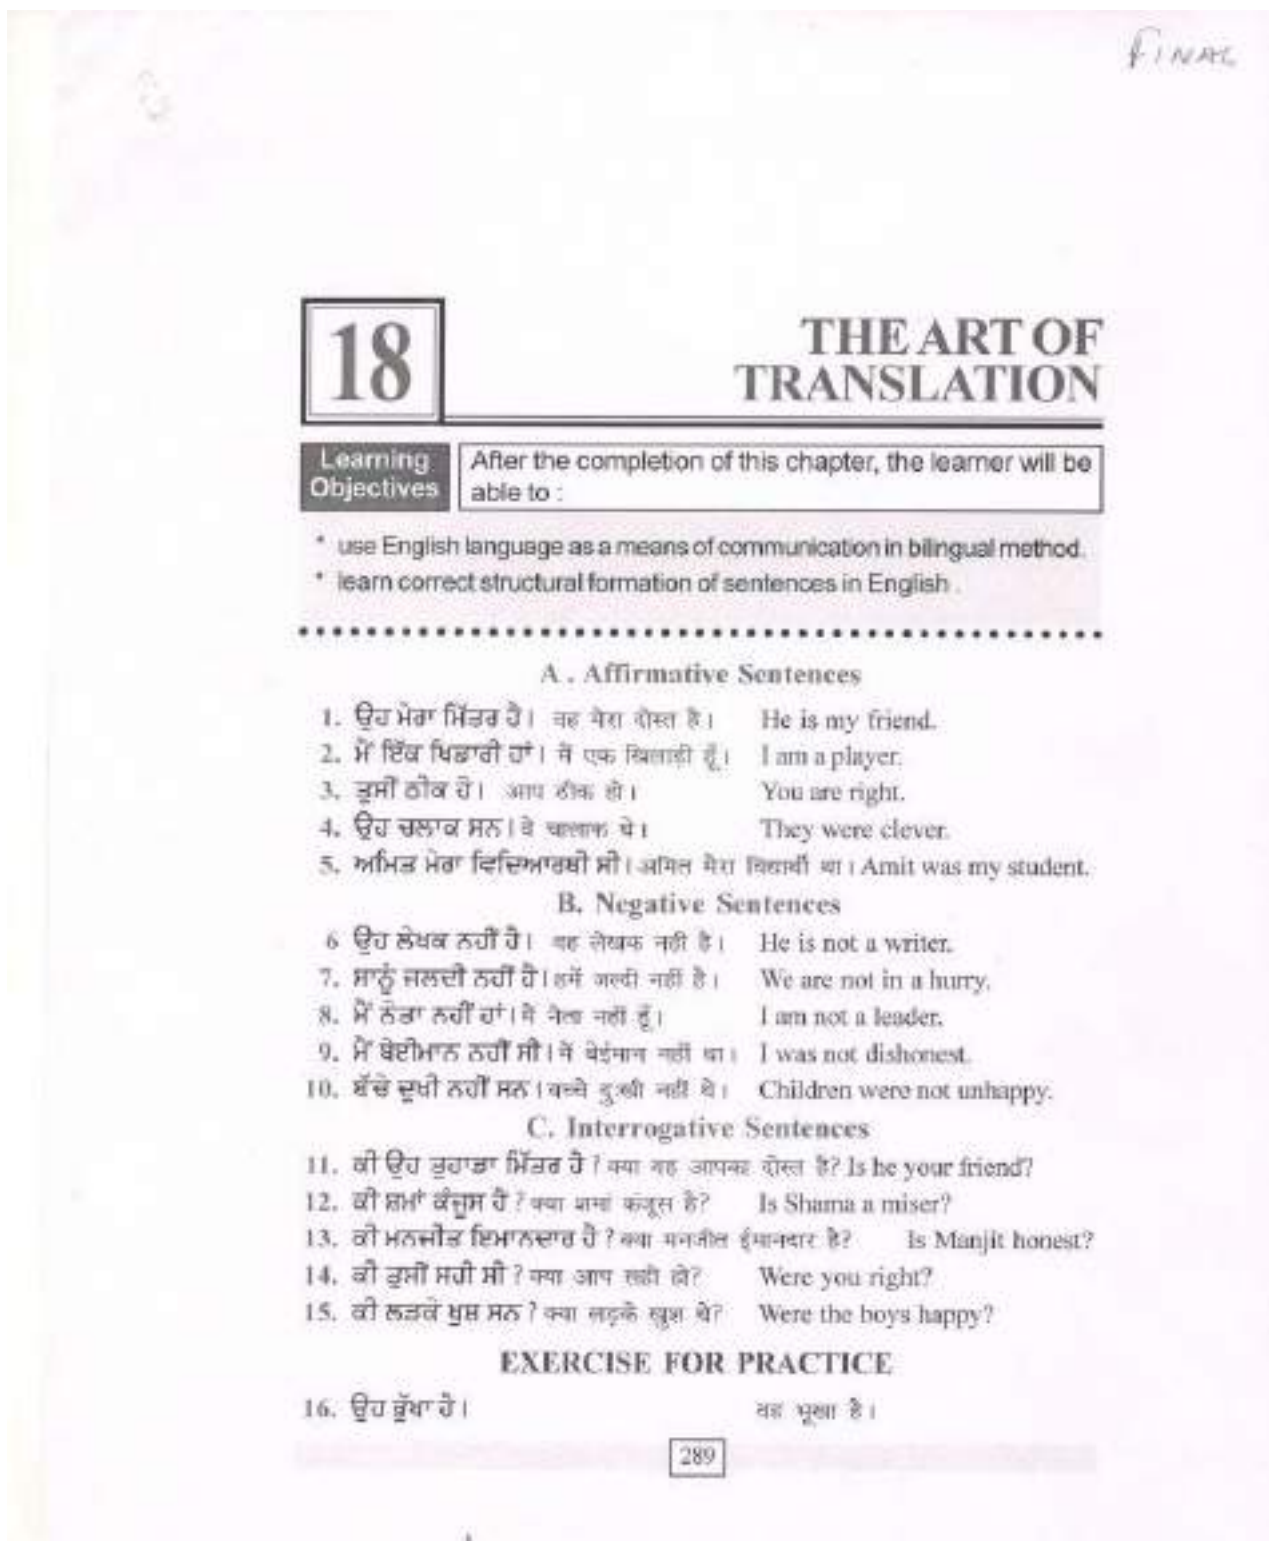 FINAL
18
THE ART OF
TRANSLATION
Learning
Objectives
After the completion of this chapter, the learner will be
able to :
* use English language as a means of communication in bilingual method.
* learn correct structural formation of sentences in English .
A . Affirmative Sentences
1. ਉਹ ਮੇਰਾ ਮਿੱਤਰ ਹੈ। वह मेरा दोस्त है। He is my friend.
2. ਮੈਂ ਇੱਕ ਖਿਡਾਰੀ ਹਾਂ। मैं एक खिलाड़ी हूँ। I am a player.
3. ਤੁਸੀਂ ਠੀਕ ਹੋ। आप ठीक हो। You are right.
4. ਉਹ ਚਲਾਕ ਸਨ। वे चालाक थे। They were clever.
5. ਅਮਿਤ ਮੇਰਾ ਵਿਦਿਆਰਥੀ ਸੀ। अमित मेरा विद्यार्थी था। Amit was my student.
B. Negative Sentences
6 ਉਹ ਲੇਖਕ ਨਹੀਂ ਹੈ। वह लेखक नही है। He is not a writer.
7. ਸਾਨੂੰ ਜਲਦੀ ਨਹੀਂ ਹੈ। हमें जल्दी नहीं है। We are not in a hurry.
8. ਮੈਂ ਨੇਤਾ ਨਹੀਂ ਹਾਂ। मैं नेता नहीं हूँ। I am not a leader.
9. ਮੈਂ ਬੇਈਮਾਨ ਨਹੀਂ ਸੀ। मैं बेईमान नहीं था। I was not dishonest.
10. ਬੱਚੇ ਦੁਖੀ ਨਹੀਂ ਸਨ। बच्चे दु:खी नहीं थे। Children were not unhappy.
C. Interrogative Sentences
11. ਕੀ ਉਹ ਤੁਹਾਡਾ ਮਿੱਤਰ ਹੈ ? क्या वह आपका दोस्त है? Is he your friend?
12. ਕੀ ਸ਼ਮਾਂ ਕੰਜੂਸ ਹੈ ? क्या शमां कंजूस है? Is Shama a miser?
13. ਕੀ ਮਨਜੀਤ ਇਮਾਨਦਾਰ ਹੈ ? क्या मनजीत ईमानदार है? Is Manjit honest?
14. ਕੀ ਤੁਸੀਂ ਸਹੀ ਸੀ ? क्या आप सही हो? Were you right?
15. ਕੀ ਲੜਕੇ ਖੁਸ਼ ਸਨ ? क्या लड़के खुश थे? Were the boys happy?
EXERCISE FOR PRACTICE
16. ਉਹ ਭੁੱਖਾ ਹੈ। वह भूखा है।
289